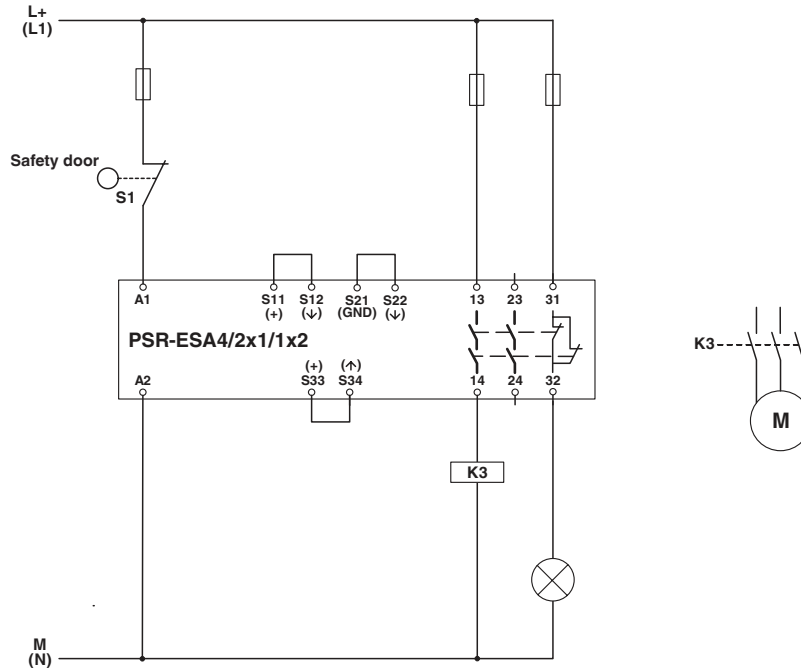 L+
(L1)
Safety door
S1
A1
S11
(+)
S12
(↓)
S21
(GND)
S22
(↓)
13
23
31
PSR-ESA4/2x1/1x2
A2
(+)
S33
(↑)
S34
14
24
32
K3
K3
M
M
(N)